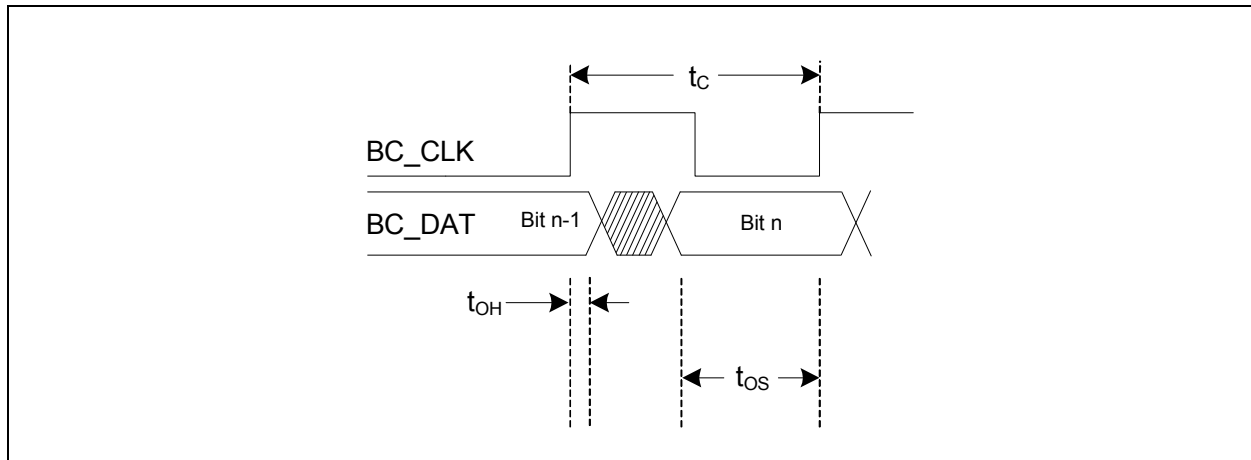 tC
BC_CLK
BC_DAT
Bit n-1
Bit n
tOH
tOS